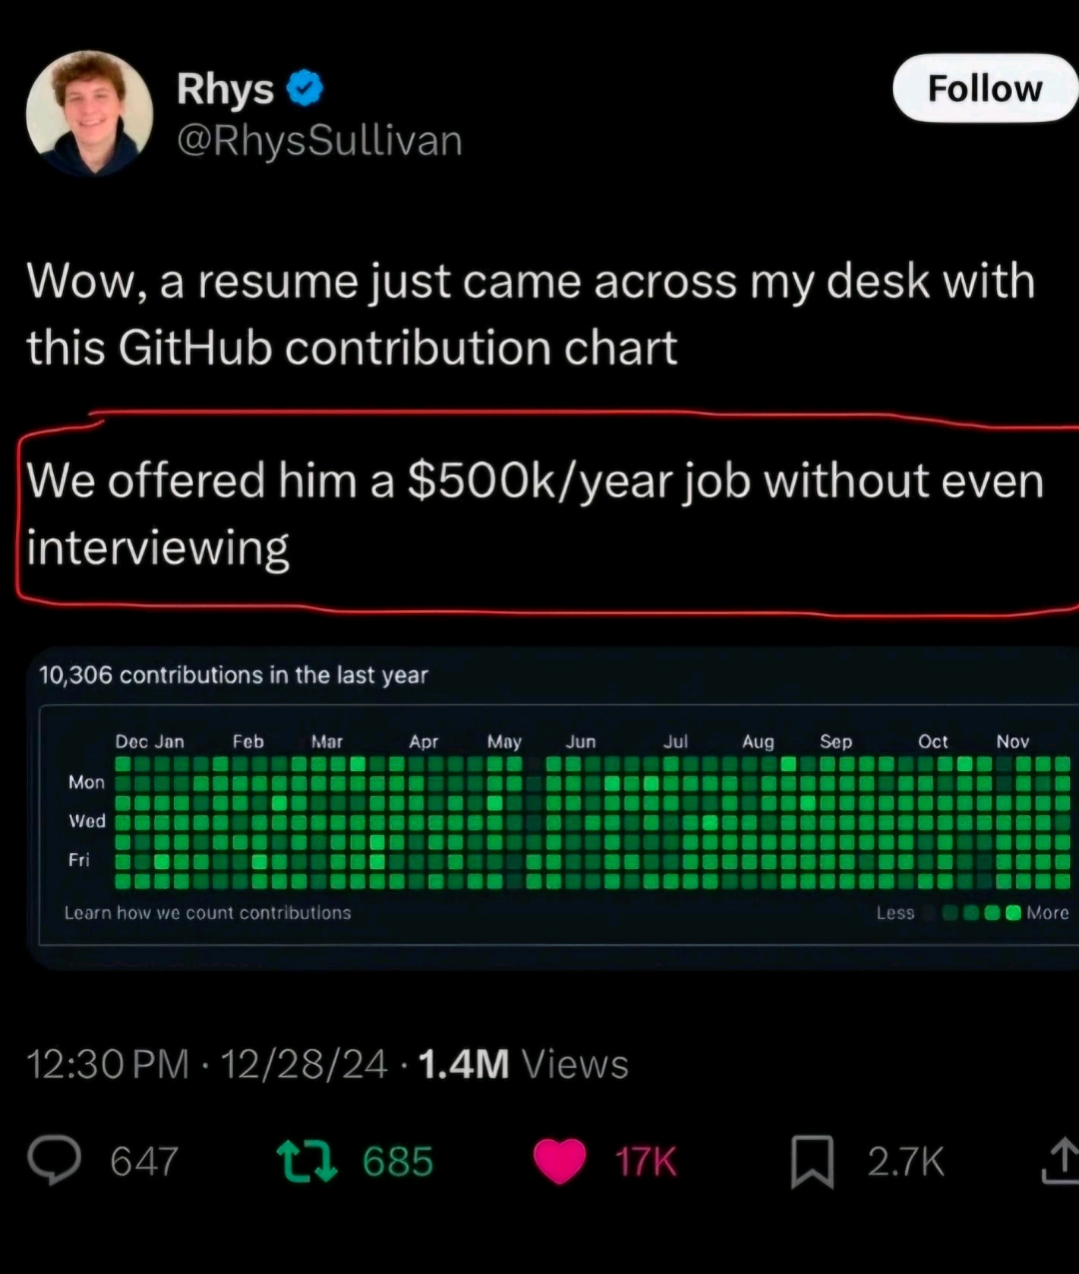 Rhys
@RhysSullivan
Follow
Wow, a resume just came across my desk with
this GitHub contribution chart
We offered him a $500k/year job without even
interviewing
10,306 contributions in the last year
Dec Jan Feb Mar Apr May Jun Jul Aug Sep Oct Nov
Mon
Wed
Fri
Learn how we count contributions
Less More
12:30 PM · 12/28/24 · 1.4M Views
647 685 17K 2.7K